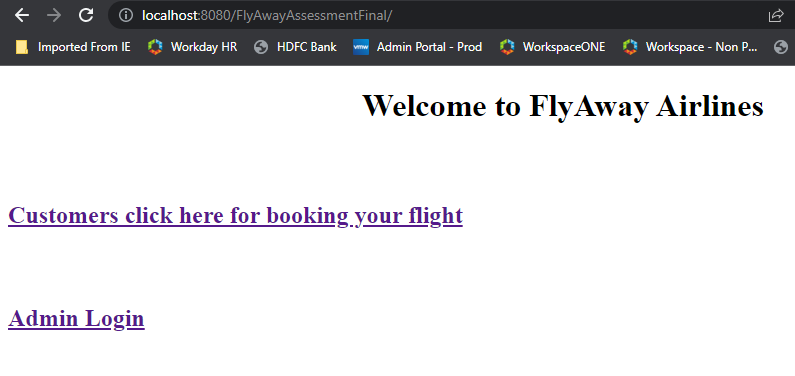 localhost:8080/FlyAwayAssessmentFinal/
Imported From IE Workday HR HDFC Bank vmw Admin Portal - Prod WorkspaceONE Workspace - Non P...
Welcome to FlyAway Airlines
Customers click here for booking your flight
Admin Login